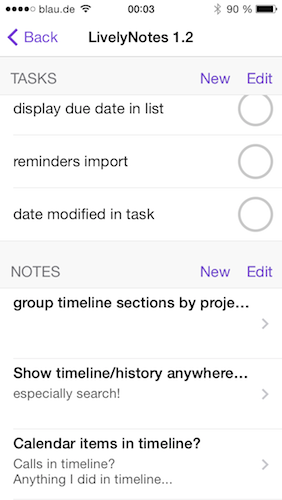 blau.de 00:03 90 %
Back LivelyNotes 1.2
TASKS New Edit
display due date in list
reminders import
date modified in task
NOTES New Edit
group timeline sections by proje...
Show timeline/history anywhere...
especially search!
Calendar items in timeline?
Calls in timeline?
Anything I did in timeline...